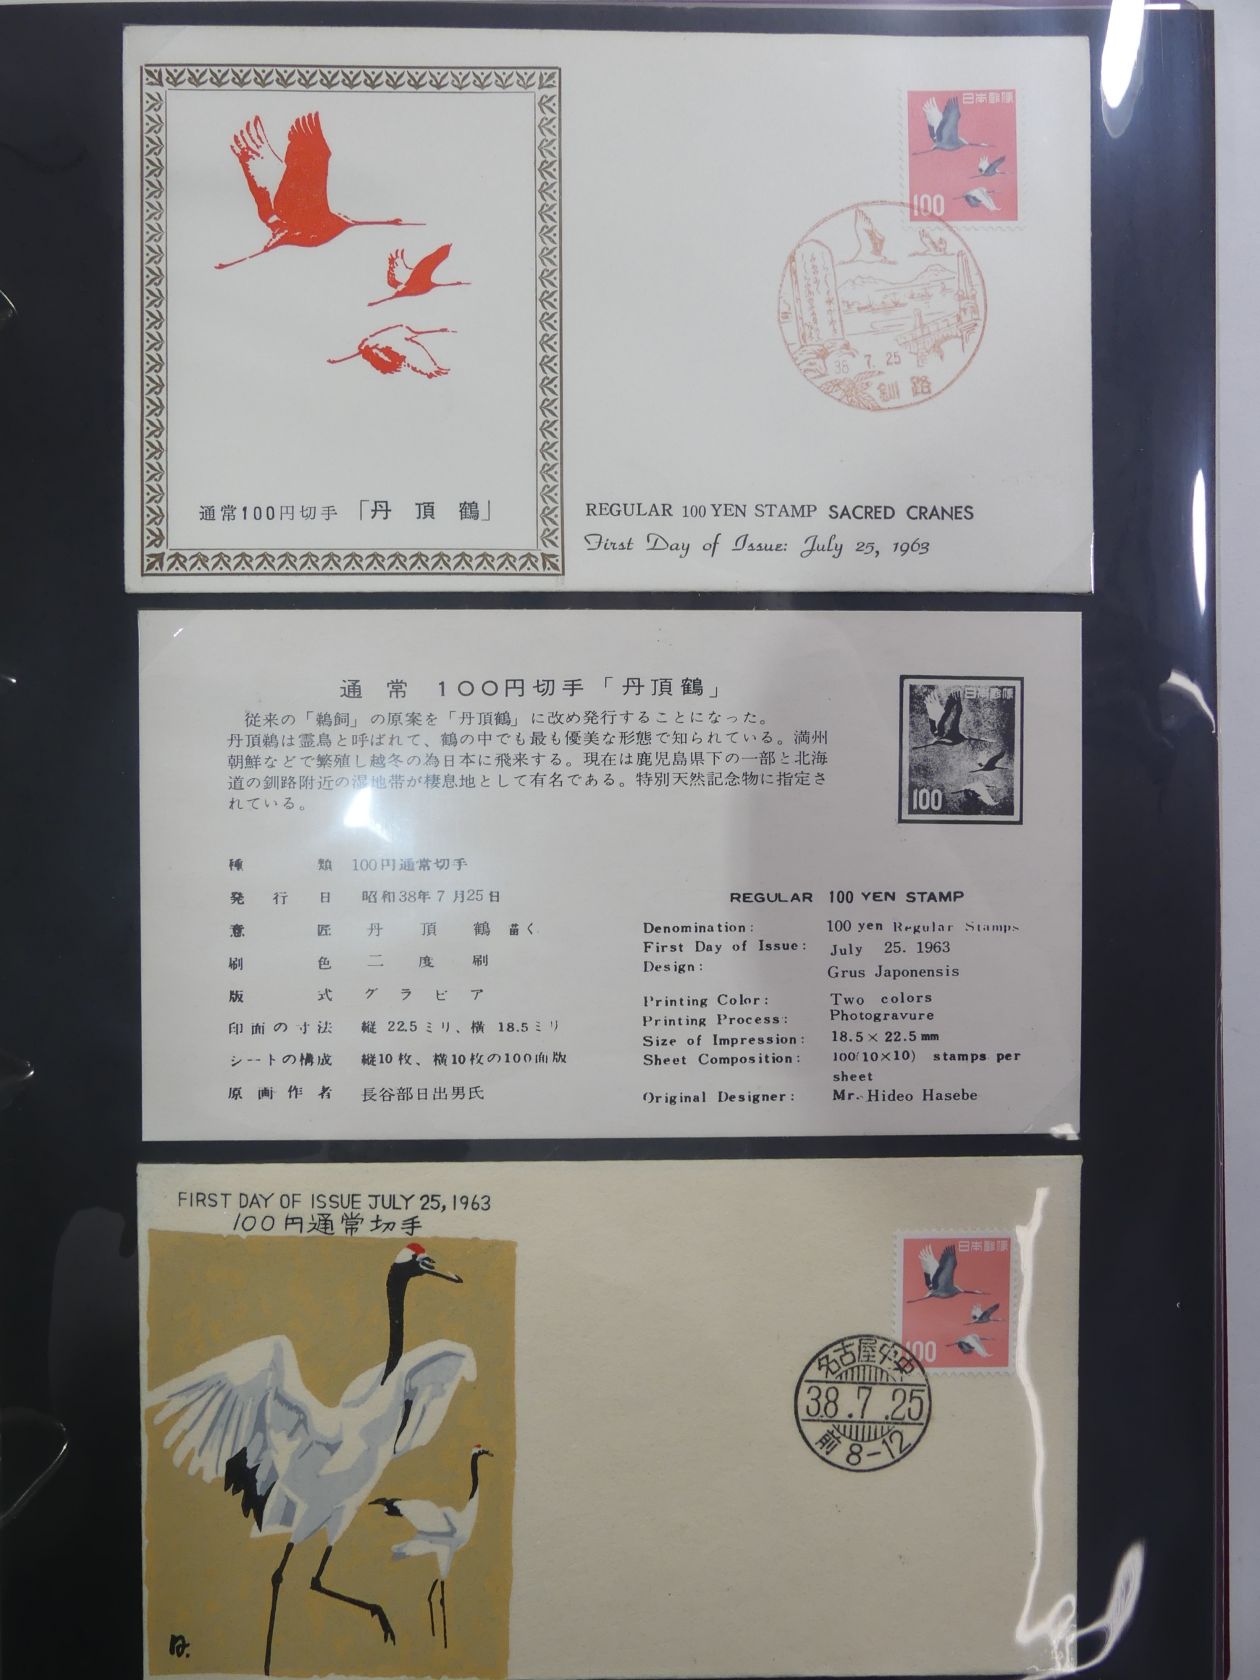 日本郵便
100
38 7. 25
釧路
通常100円切手「丹頂鶴」
REGULAR 100 YEN STAMP SACRED CRANES
First Day of Issue: July 25, 1963
通常 100円切手「丹頂鶴」
従来の「鵜飼」の原案を「丹頂鶴」に改め発行することになった。
丹頂鶴は霊鳥と呼ばれて、鶴の中でも最も優美な形態で知られている。満州
朝鮮などで繁殖し越冬の為日本に飛来する。現在は鹿児島県下の一部と北海
道の釧路附近の湿地帯が棲息地として有名である。特別天然記念物に指定さ
れている。
日本郵便
100
種類 100円通常切手
発行日 昭和38年7月25日
意匠 丹頂鶴 描く
刷色 二度刷
版式 グラビア
印面の寸法 縦 22.5ミリ、横 18.5ミリ
シートの構成 縦10枚、横10枚の100面版
原画作者 長谷部日出男氏
REGULAR 100 YEN STAMP
Denomination: 100 yen Regular Stamps
First Day of Issue: July 25. 1963
Design: Grus Japonensis
Printing Color: Two colors
Printing Process: Photogravure
Size of Impression: 18.5 × 22.5 mm
Sheet Composition: 100(10×10) stamps per
sheet
Original Designer: Mr. Hideo Hasebe
FIRST DAY OF ISSUE JULY 25, 1963
100円通常切手
日本郵便
100
名古屋中央
38.7.25
前8-12